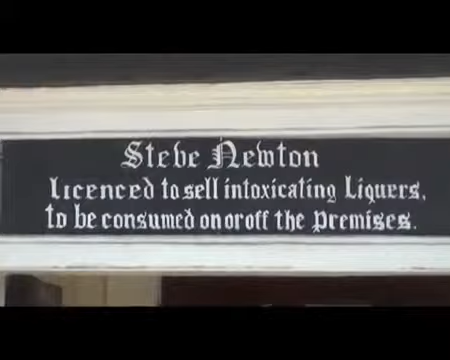 Steve Newton
Licenced to sell intoxicating Liquers,
to be consumed on or off the Premises.